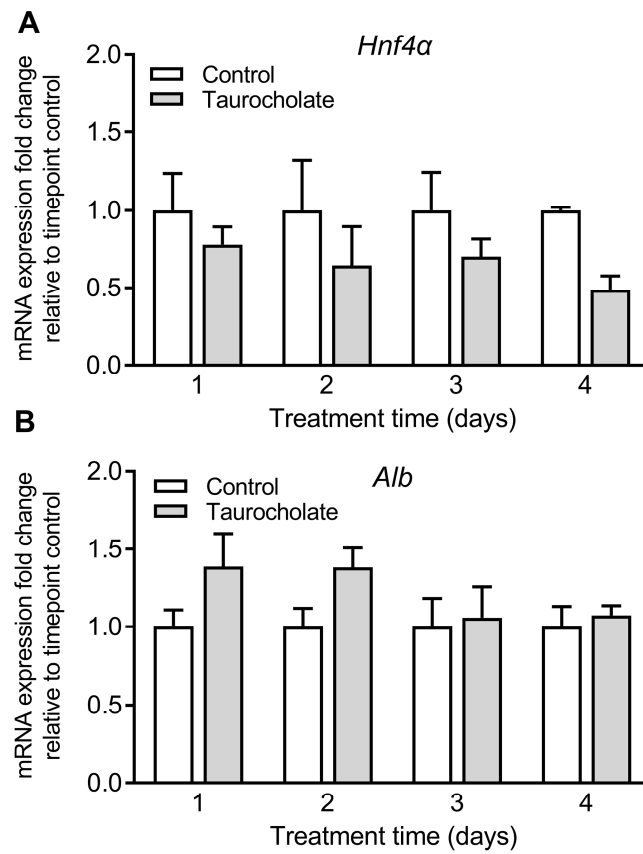 A
Hnf4α
mRNA expression fold change
relative to timepoint control
2.0
1.5
1.0
0.5
0.0
Control
Taurocholate
1 2 3 4
Treatment time (days)
B
Alb
mRNA expression fold change
relative to timepoint control
2.0
1.5
1.0
0.5
0.0
Control
Taurocholate
1 2 3 4
Treatment time (days)